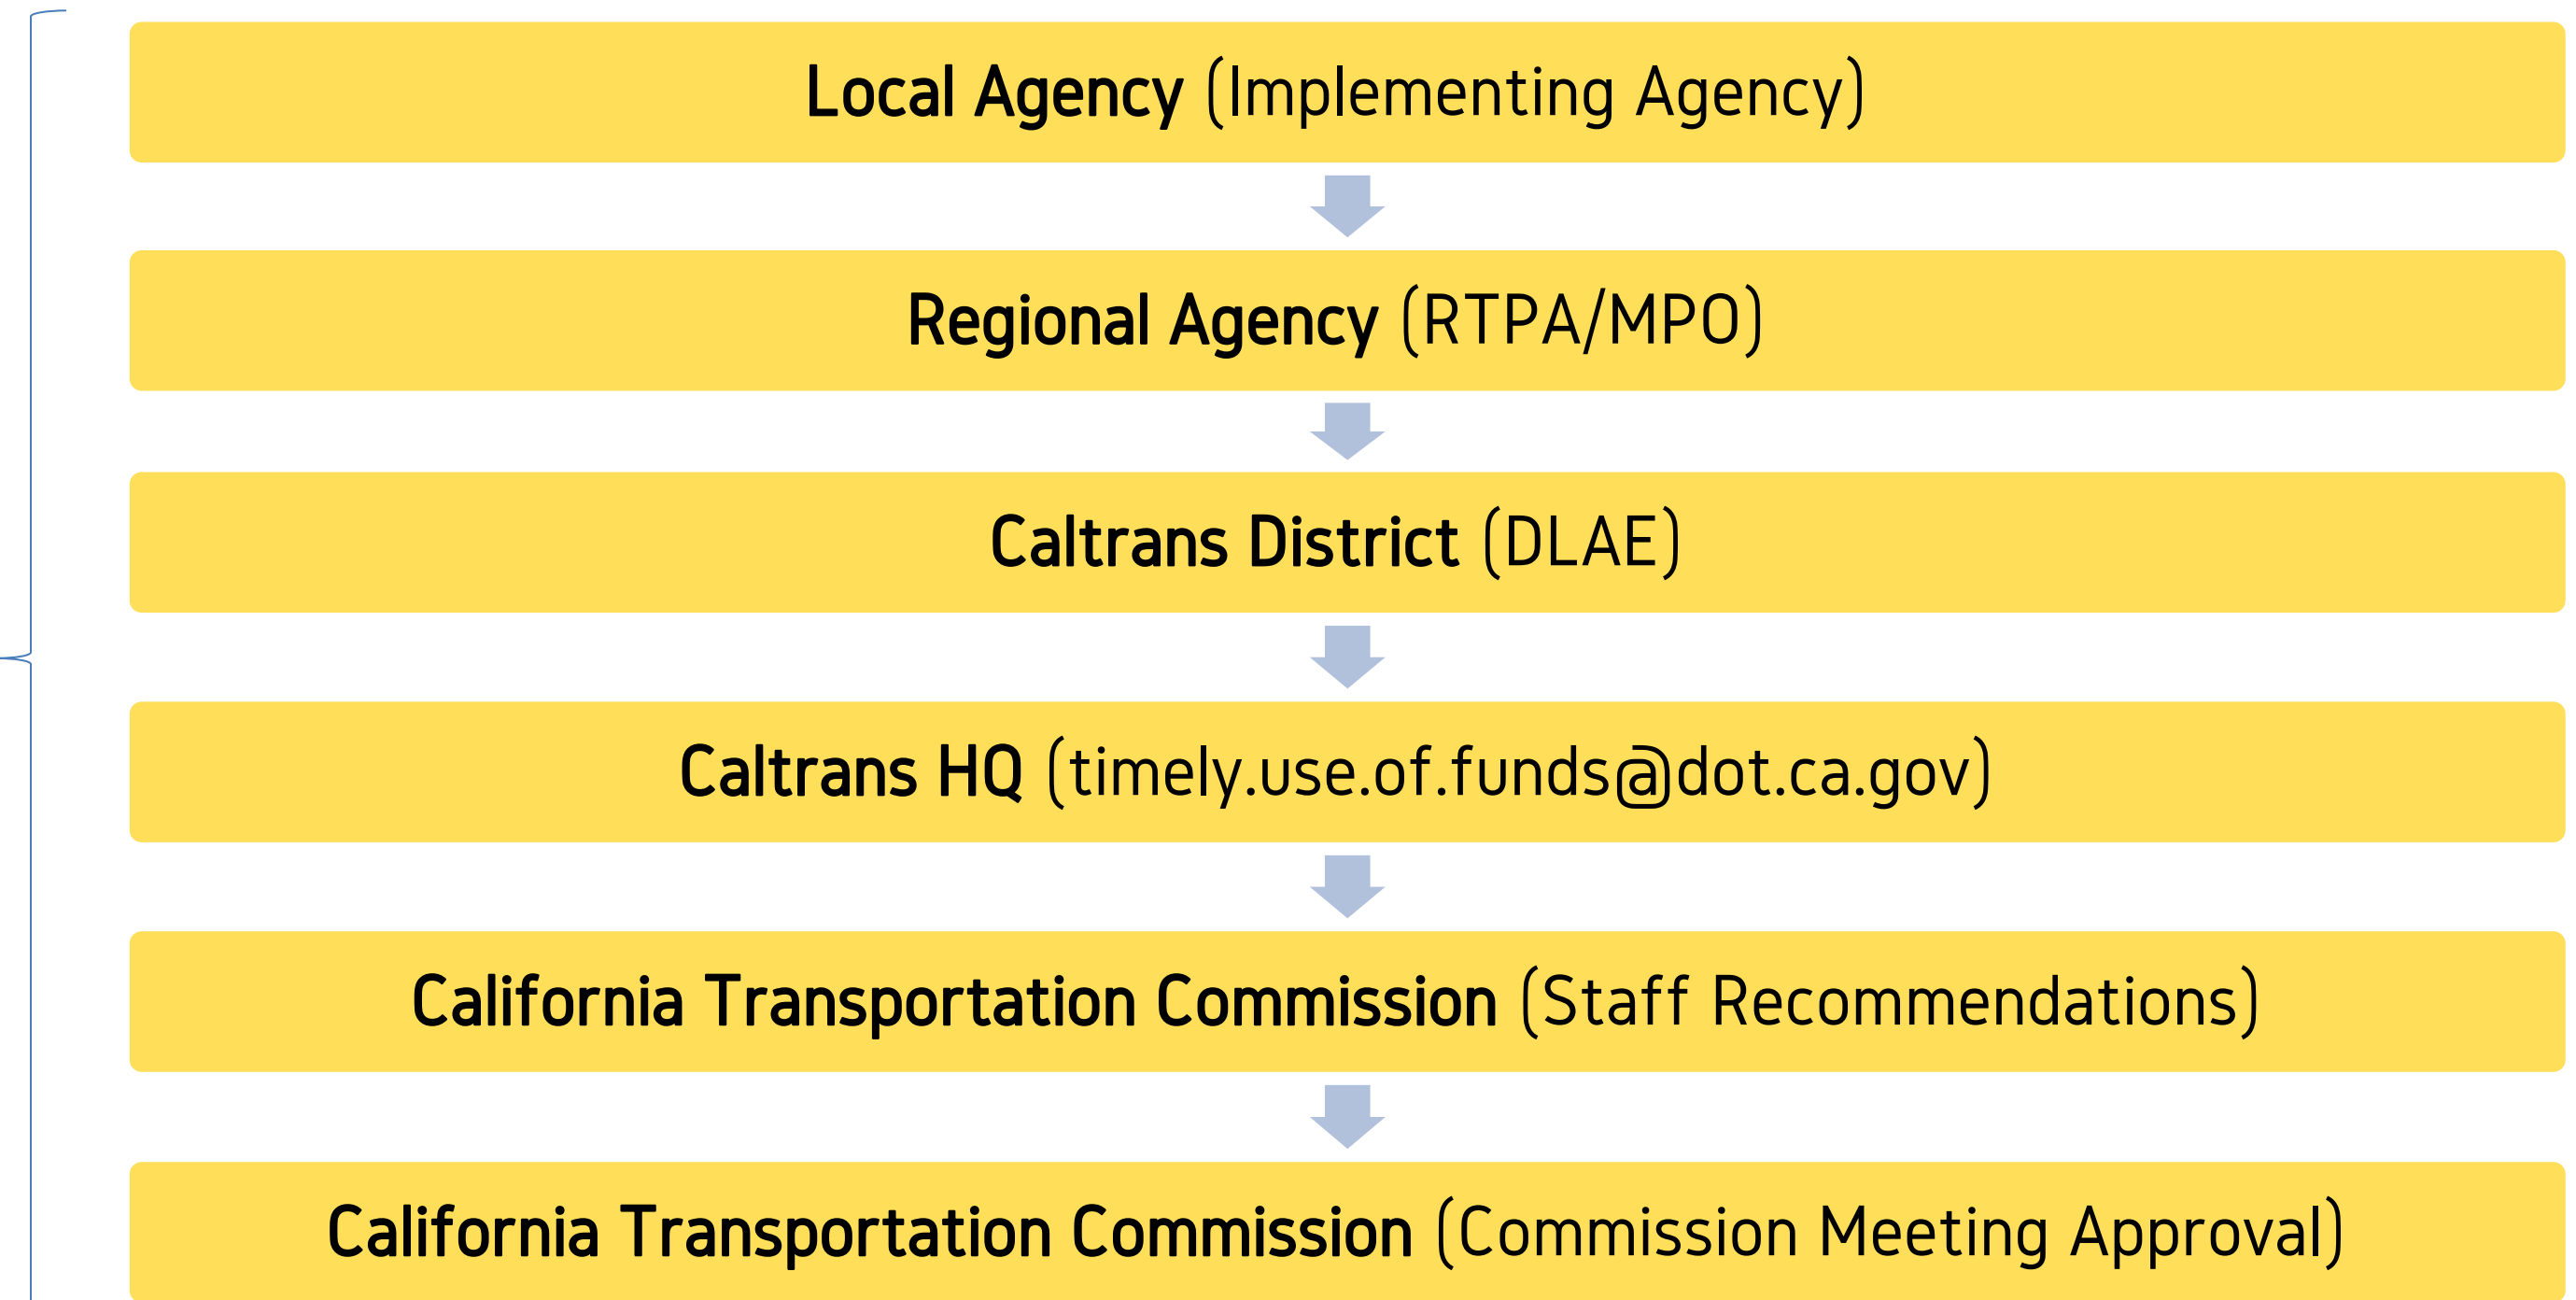 Local Agency (Implementing Agency)
Regional Agency (RTPA/MPO)
Caltrans District (DLAE)
Caltrans HQ (timely.use.of.funds@dot.ca.gov)
California Transportation Commission (Staff Recommendations)
California Transportation Commission (Commission Meeting Approval)